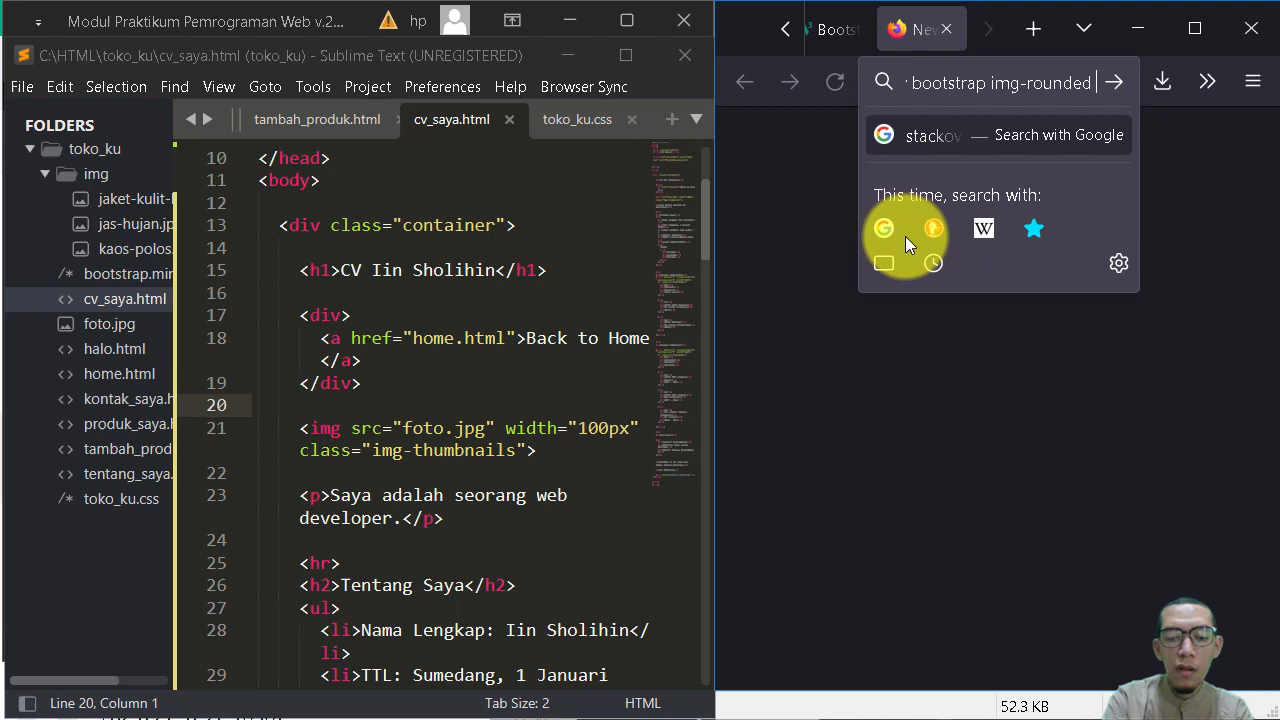 Modul Praktikum Pemrograman Web v.2...
hp
C:\HTML\toko_ku\cv_saya.html (toko_ku) - Sublime Text (UNREGISTERED)
File Edit Selection Find View Goto Tools Project Preferences Help Browser Sync
FOLDERS
toko_ku
img
jaket-kulit-
jas-hujan.jp
kaospolos.
bootstrap.min
cv_saya.html
foto.jpg
halo.html
home.html
kontak_saya.h
produk_saya.h
tambah_prod
tentang_saya.
toko_ku.css
tambah_produk.html
cv_saya.html
toko_ku.css
10 </head>
11 <body>
12
13 <div class="container">
14
15 <h1>CV Iin Sholihin</h1>
16
17 <div>
18 <a href="home.html">Back to Home
</a>
19 </div>
20
21 <img src="foto.jpg" width="100px"
class="img-thumbnails">
22
23 <p>Saya adalah seorang web
developer.</p>
24
25 <hr>
26 <h2>Tentang Saya</h2>
27 <ul>
28 <li>Nama Lengkap: Iin Sholihin</
li>
29 <li>TTL: Sumedang, 1 Januari
Line 20, Column 1
Tab Size: 2
HTML
Boots
New
bootstrap img-rounded
stackov — Search with Google
This time, search with:
W
52.3 KB